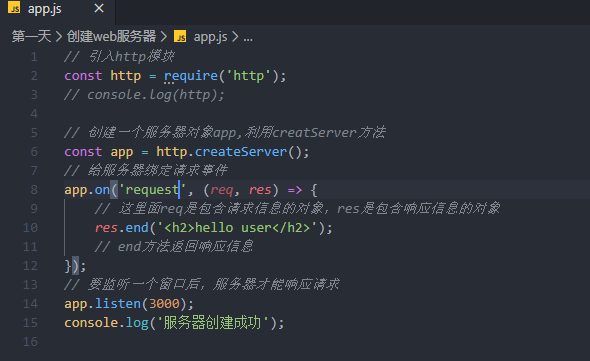 JS app.js ×
第一天 > 创建web服务器 > JS app.js > ...
1 // 引入http模块
2 const http = require('http');
3 // console.log(http);
4
5 // 创建一个服务器对象app,利用creatServer方法
6 const app = http.createServer();
7 // 给服务器绑定请求事件
8 app.on('request', (req, res) => {
9 // 这里面req是包含请求信息的对象，res是包含响应信息的对象
10 res.end('<h2>hello user</h2>');
11 // end方法返回响应信息
12 });
13 // 要监听一个窗口后，服务器才能响应请求
14 app.listen(3000);
15 console.log('服务器创建成功');
16